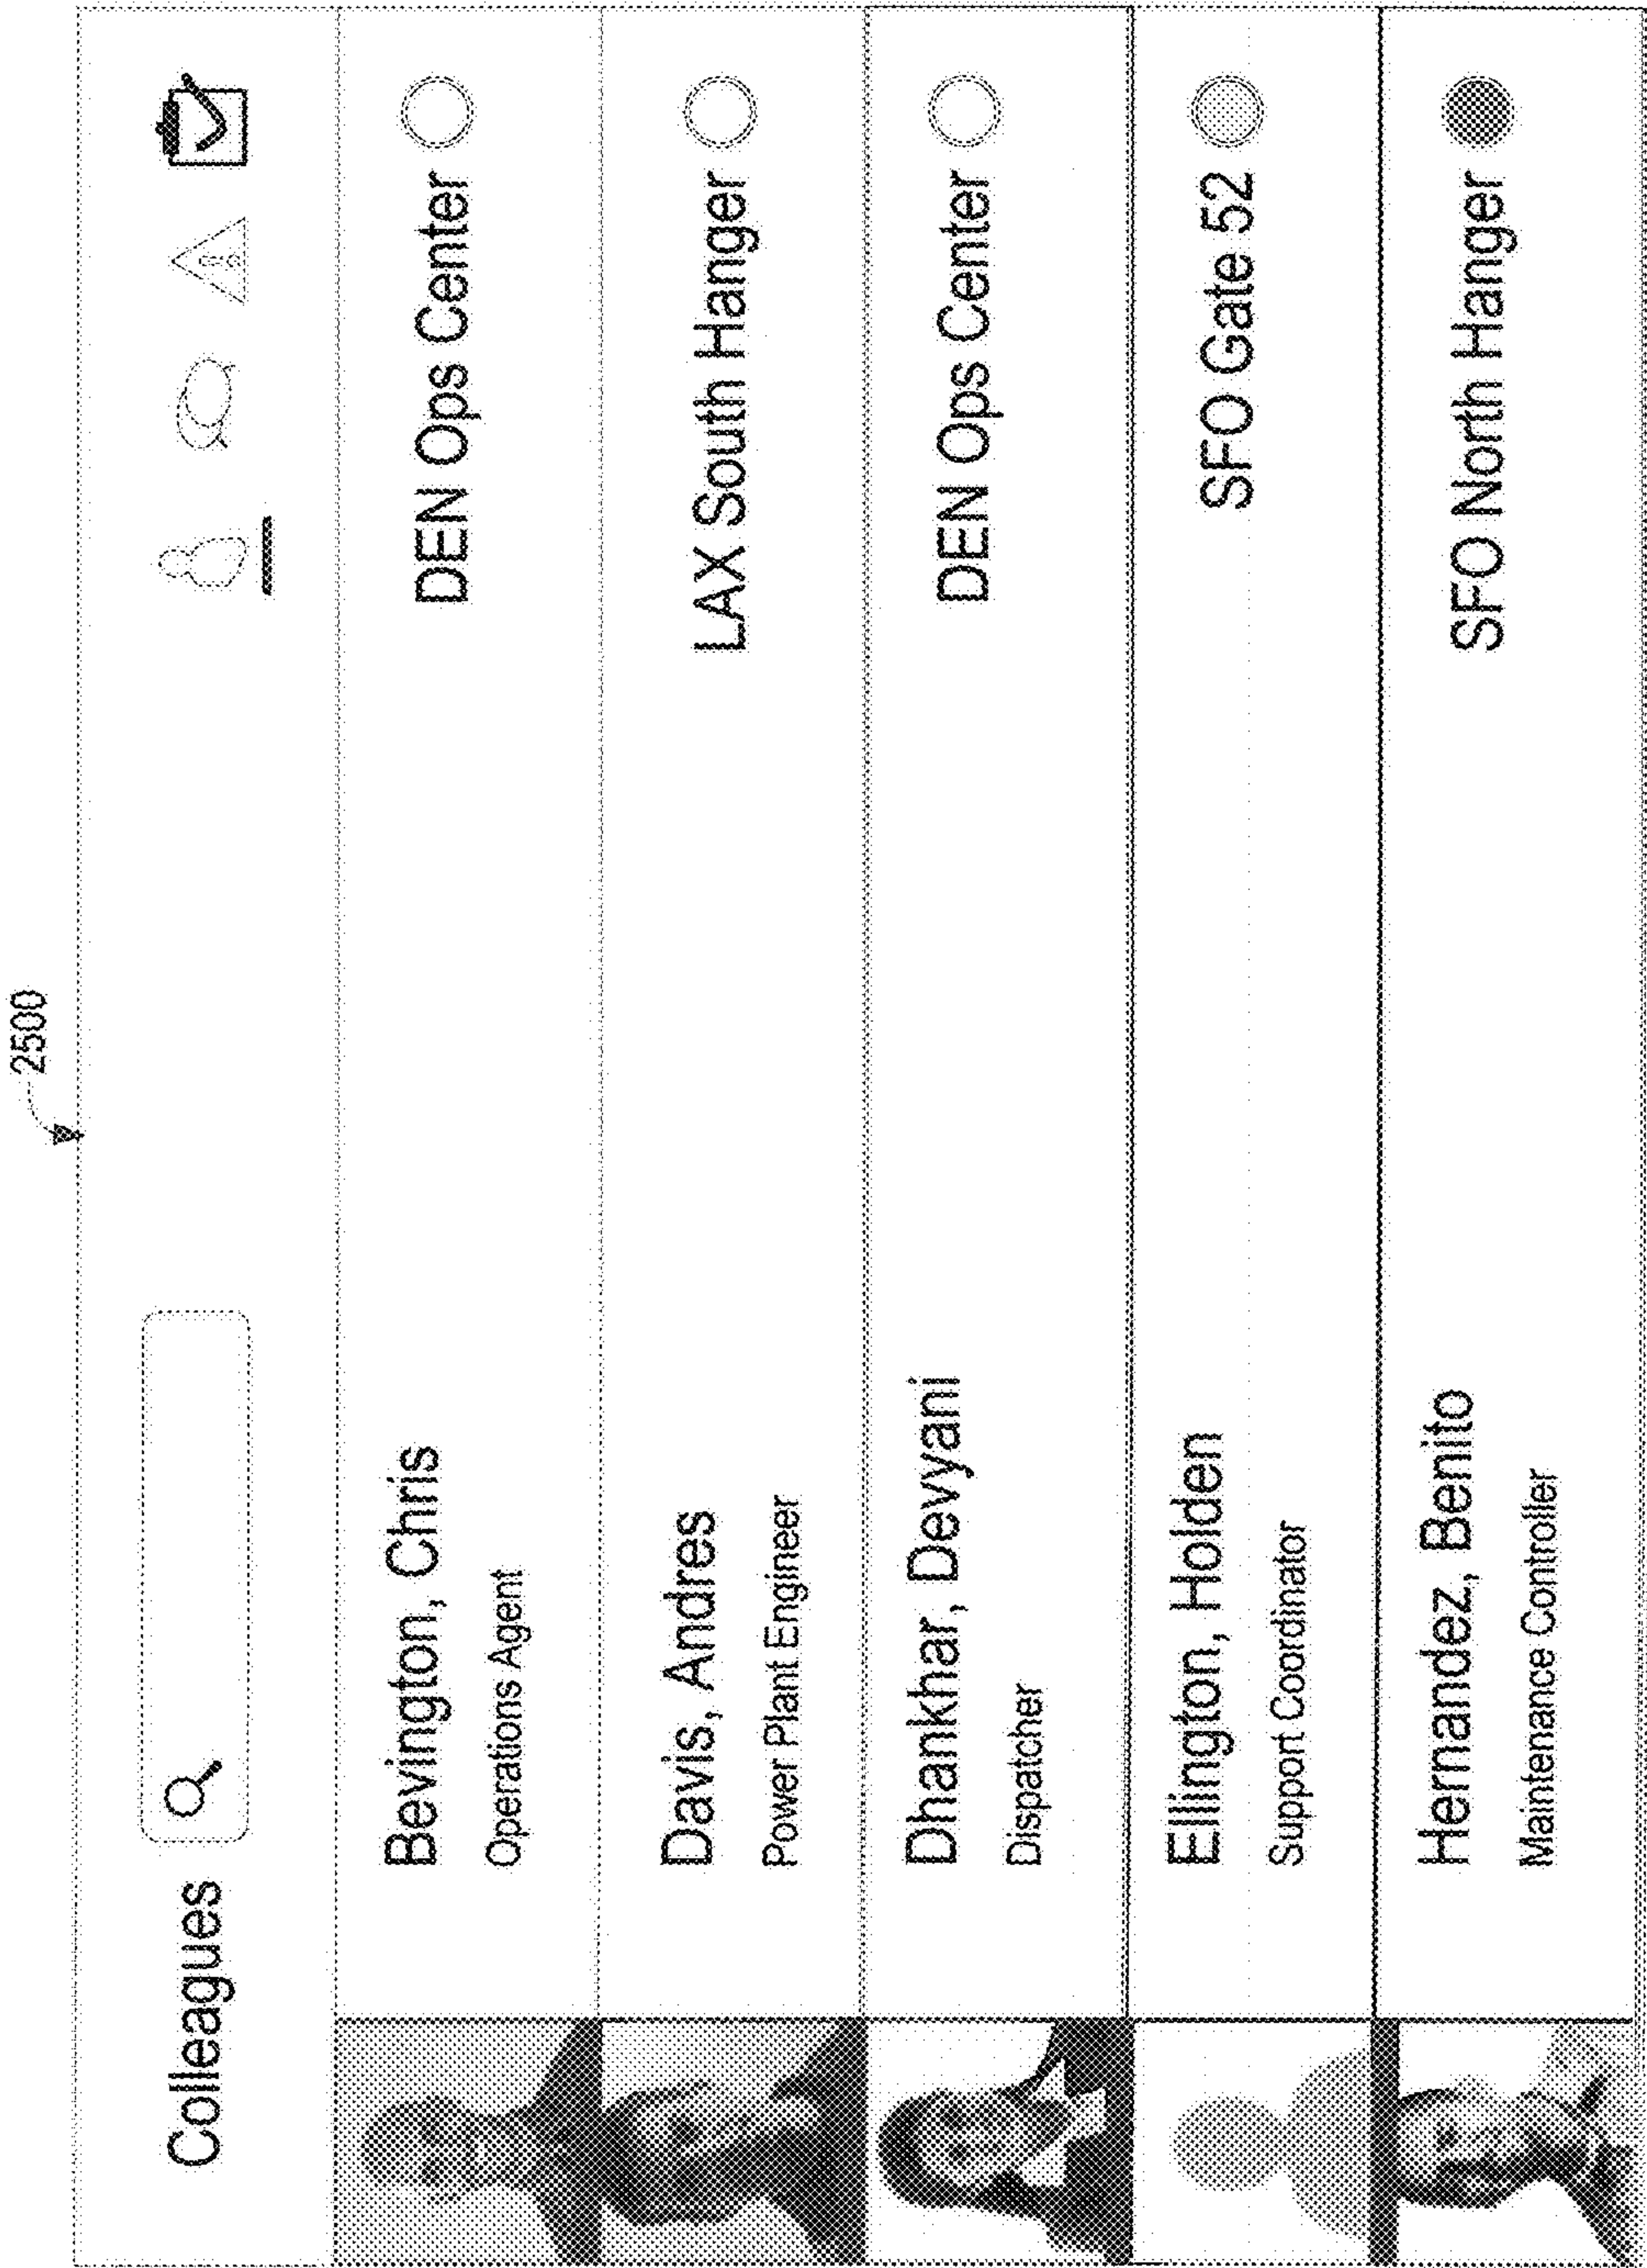 2500
Colleagues
Bevington, Chris
Operations Agent
DEN Ops Center
Davis, Andres
Power Plant Engineer
LAX South Hanger
Dhankhar, Devyani
Dispatcher
DEN Ops Center
Ellington, Holden
Support Coordinator
SFO Gate 52
Hernandez, Benito
Maintenance Controller
SFO North Hanger